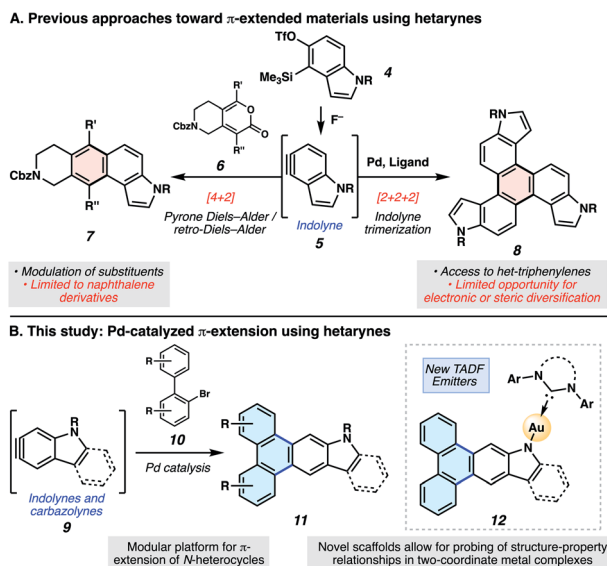 A. Previous approaches toward π-extended materials using hetarynes
TfO
Me3Si
NR
4
R'
CbzN
O
O
R''
6
F–
R'
CbzN
NR
R''
7
[4+2]
Pyrone Diels–Alder /
retro-Diels–Alder
NR
Indolyne
5
Pd, Ligand
[2+2+2]
Indolyne
trimerization
RN
RN
NR
8
• Modulation of substituents
• Limited to naphthalene
derivatives
• Access to het-triphenylenes
• Limited opportunity for
electronic or steric diversification
B. This study: Pd-catalyzed π-extension using hetarynes
R
Br
R
10
Pd catalysis
R
N
Indolynes and
carbazolynes
9
R
R
R
N
11
New TADF
Emitters
Ar
N
N
Ar
Au
N
12
Modular platform for π-
extension of N-heterocycles
Novel scaffolds allow for probing of structure-property
relationships in two-coordinate metal complexes